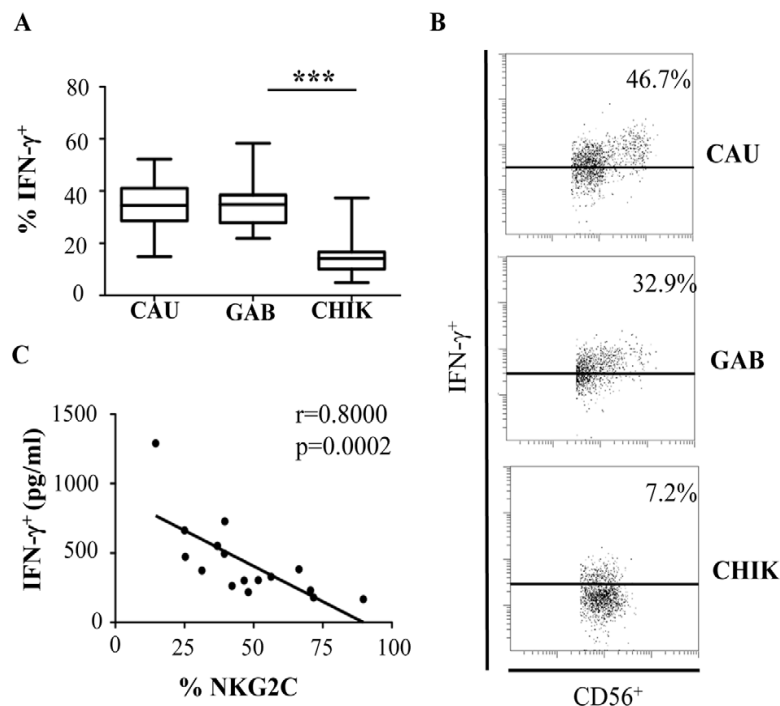 A
***
80
60
40
20
0
% IFN-γ+
CAU GAB CHIK
B
46.7%
CAU
32.9%
GAB
7.2%
CHIK
IFN-γ+
CD56+
C
r=0.8000
p=0.0002
1500
1000
500
0
IFN-γ+ (pg/ml)
0 25 50 75 100
% NKG2C